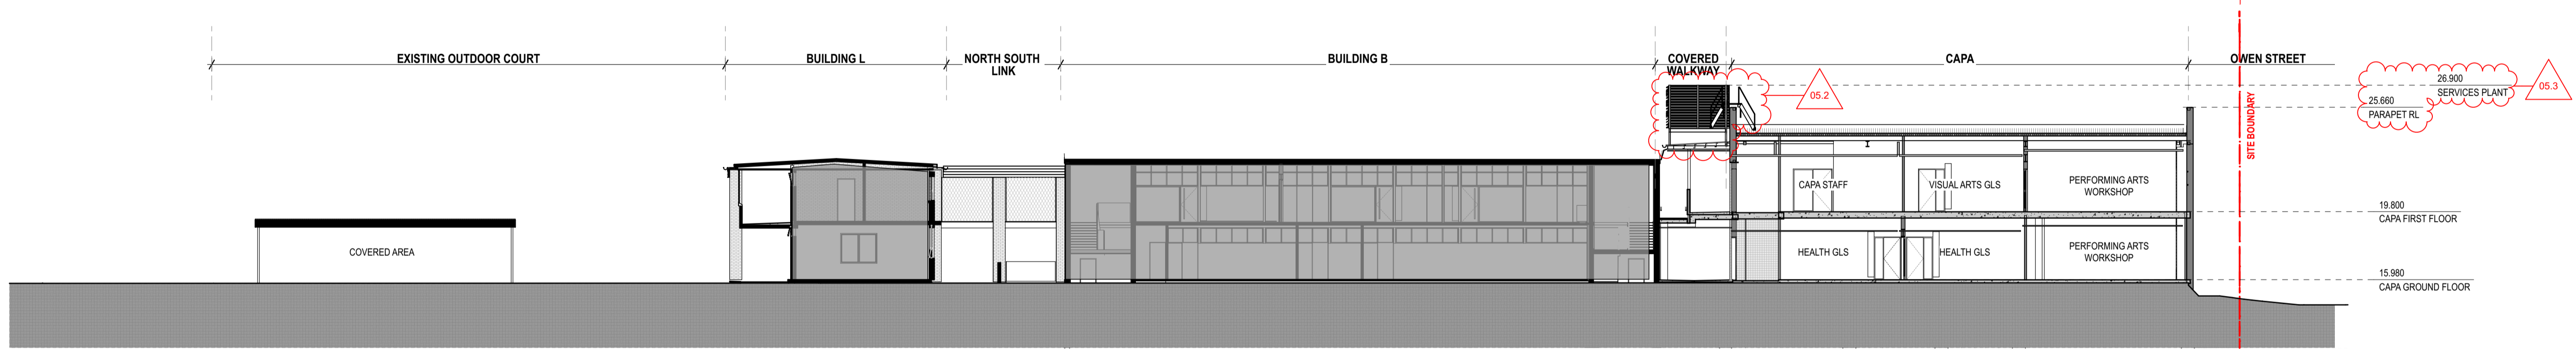 EXISTING OUTDOOR COURT
BUILDING L
NORTH SOUTH
LINK
BUILDING B
COVERED
WALKWAY
CAPA
OWEN STREET
05.2
26.900
SERVICES PLANT
05.3
25.660
PARAPET RL
SITE BOUNDARY
CAPA STAFF
VISUAL ARTS GLS
PERFORMING ARTS
WORKSHOP
19.800
CAPA FIRST FLOOR
COVERED AREA
HEALTH GLS
HEALTH GLS
PERFORMING ARTS
WORKSHOP
15.980
CAPA GROUND FLOOR